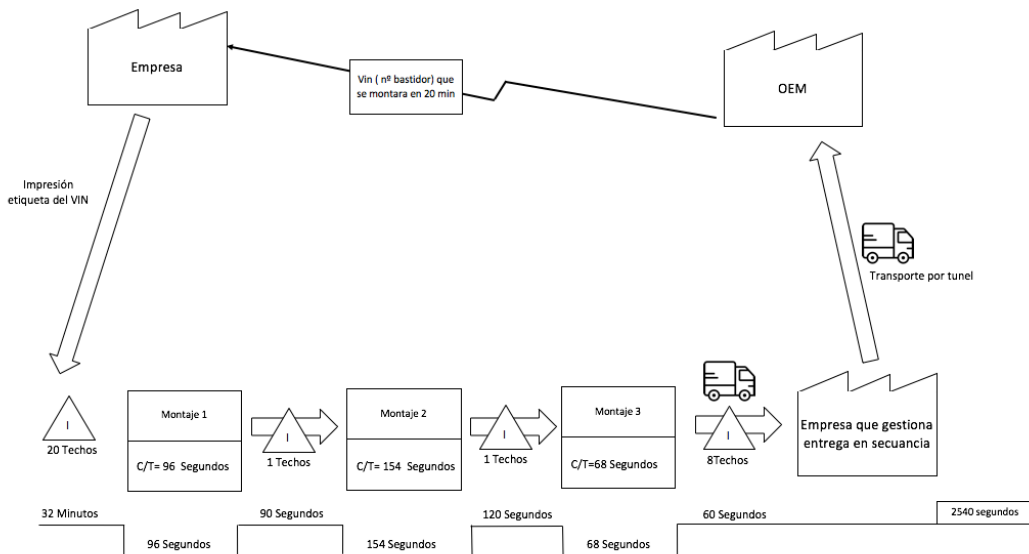 Empresa
Vin ( nº bastidor) que
se montara en 20 min
OEM
Impresión
etiqueta del VIN
Transporte por tunel
I
20 Techos
Montaje 1
C/T= 96 Segundos
I
1 Techos
Montaje 2
C/T= 154 Segundos
I
1 Techos
Montaje 3
C/T=68 Segundos
I
8Techos
Empresa que gestiona
entrega en secuancia
32 Minutos
90 Segundos
120 Segundos
60 Segundos
2540 segundos
96 Segundos
154 Segundos
68 Segundos